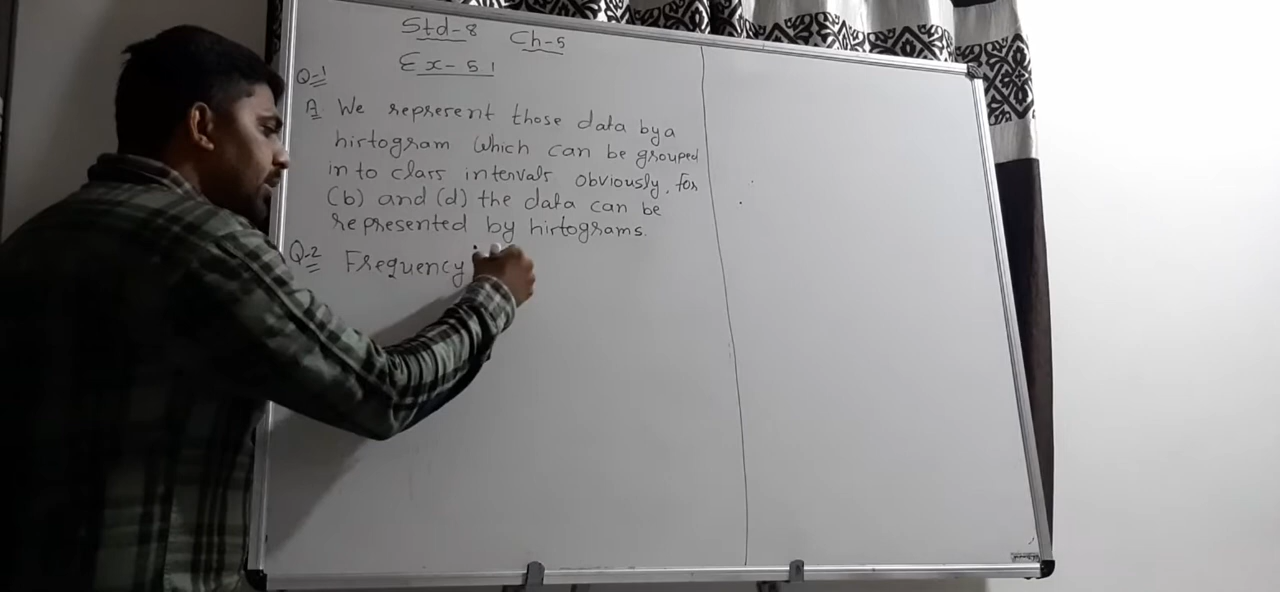 Std-8 Ch-5
Ex-5.1
Q-1
A We represent those data by a
histogram which can be grouped
in to class intervals obviously, for
(b) and (d) the data can be
represented by histograms.
Q-2 Frequency